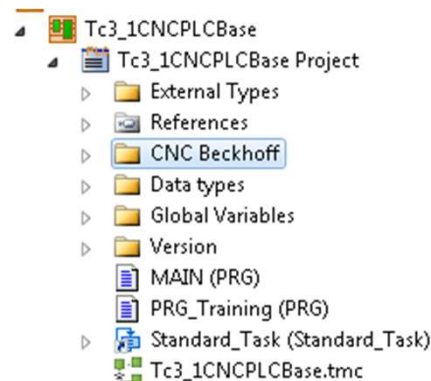 Tc3_1CNCPLCBase
Tc3_1CNCPLCBase Project
External Types
References
CNC Beckhoff
Data types
Global Variables
Version
MAIN (PRG)
PRG_Training (PRG)
Standard_Task (Standard_Task)
Tc3_1CNCPLCBase.tmc